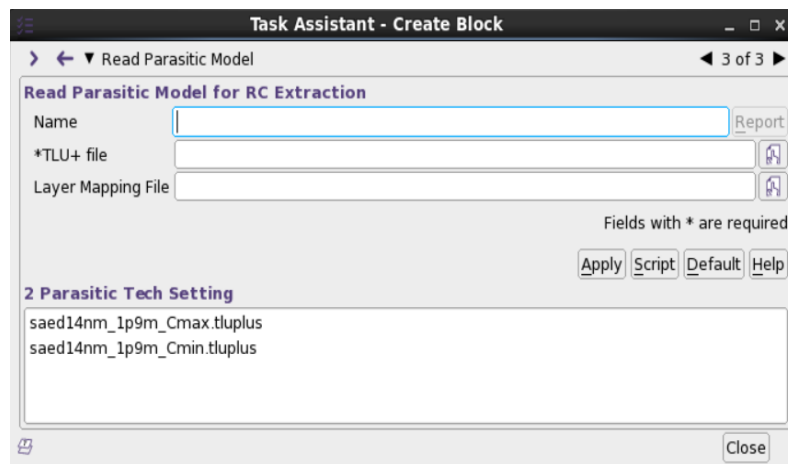 Task Assistant - Create Block
Read Parasitic Model
3 of 3
Read Parasitic Model for RC Extraction
Name
Report
*TLU+ file
Layer Mapping File
Fields with * are required
Apply Script Default Help
2 Parasitic Tech Setting
saed14nm_1p9m_Cmax.tluplus
saed14nm_1p9m_Cmin.tluplus
Close